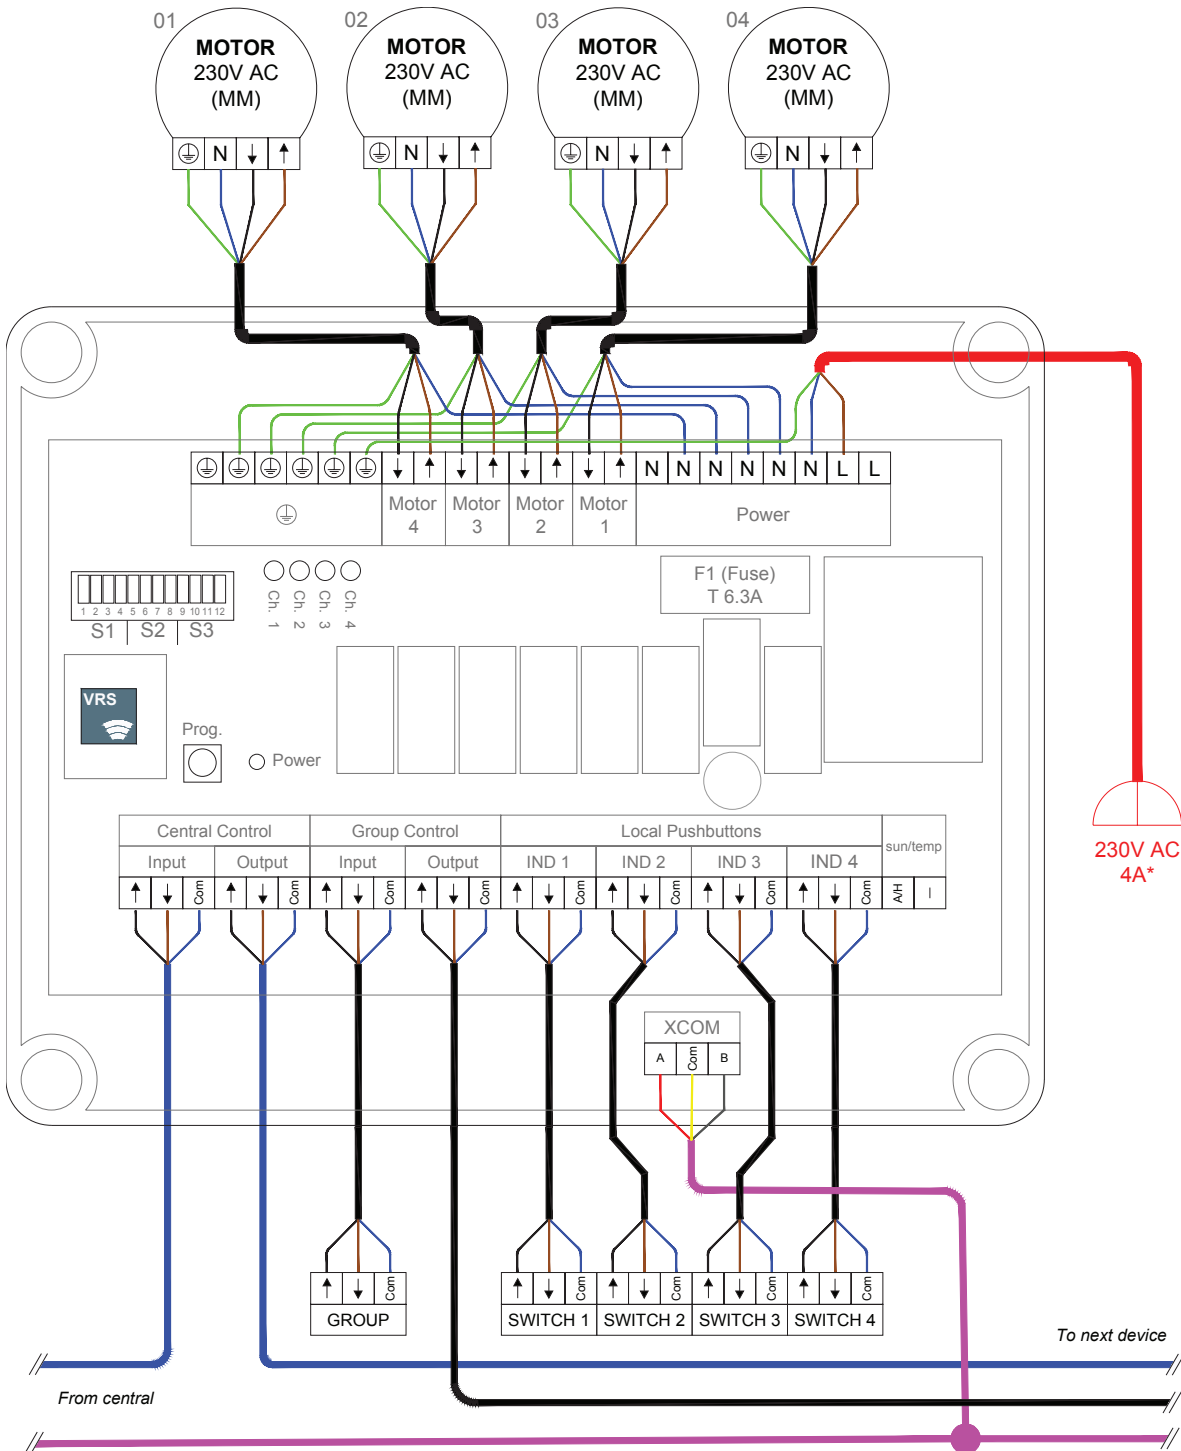 01 02 03 04
MOTOR MOTOR MOTOR MOTOR
230V AC 230V AC 230V AC 230V AC
(MM) (MM) (MM) (MM)
N ↓ ↑ N ↓ ↑ N ↓ ↑ N ↓ ↑
↓ ↑ ↓ ↑ ↓ ↑ ↓ ↑ N N N N N N L L
Motor 4
Motor 3
Motor 2
Motor 1
Power
F1 (Fuse)
T 6.3A
Ch. 1
Ch. 2
Ch. 3
Ch. 4
1 2 3 4 5 6 7 8 9 10 11 12
S1 S2 S3
VRS
Prog.
Power
230V AC
4A*
Central Control Group Control Local Pushbuttons sun/temp
Input Output Input Output IND 1 IND 2 IND 3 IND 4
↑ ↓ Com ↑ ↓ Com ↑ ↓ Com ↑ ↓ Com ↑ ↓ Com ↑ ↓ Com ↑ ↓ Com ↑ ↓ Com A/H –
XCOM
A Com B
↑ ↓ Com ↑ ↓ Com ↑ ↓ Com ↑ ↓ Com ↑ ↓ Com
GROUP SWITCH 1 SWITCH 2 SWITCH 3 SWITCH 4
To next device
From central